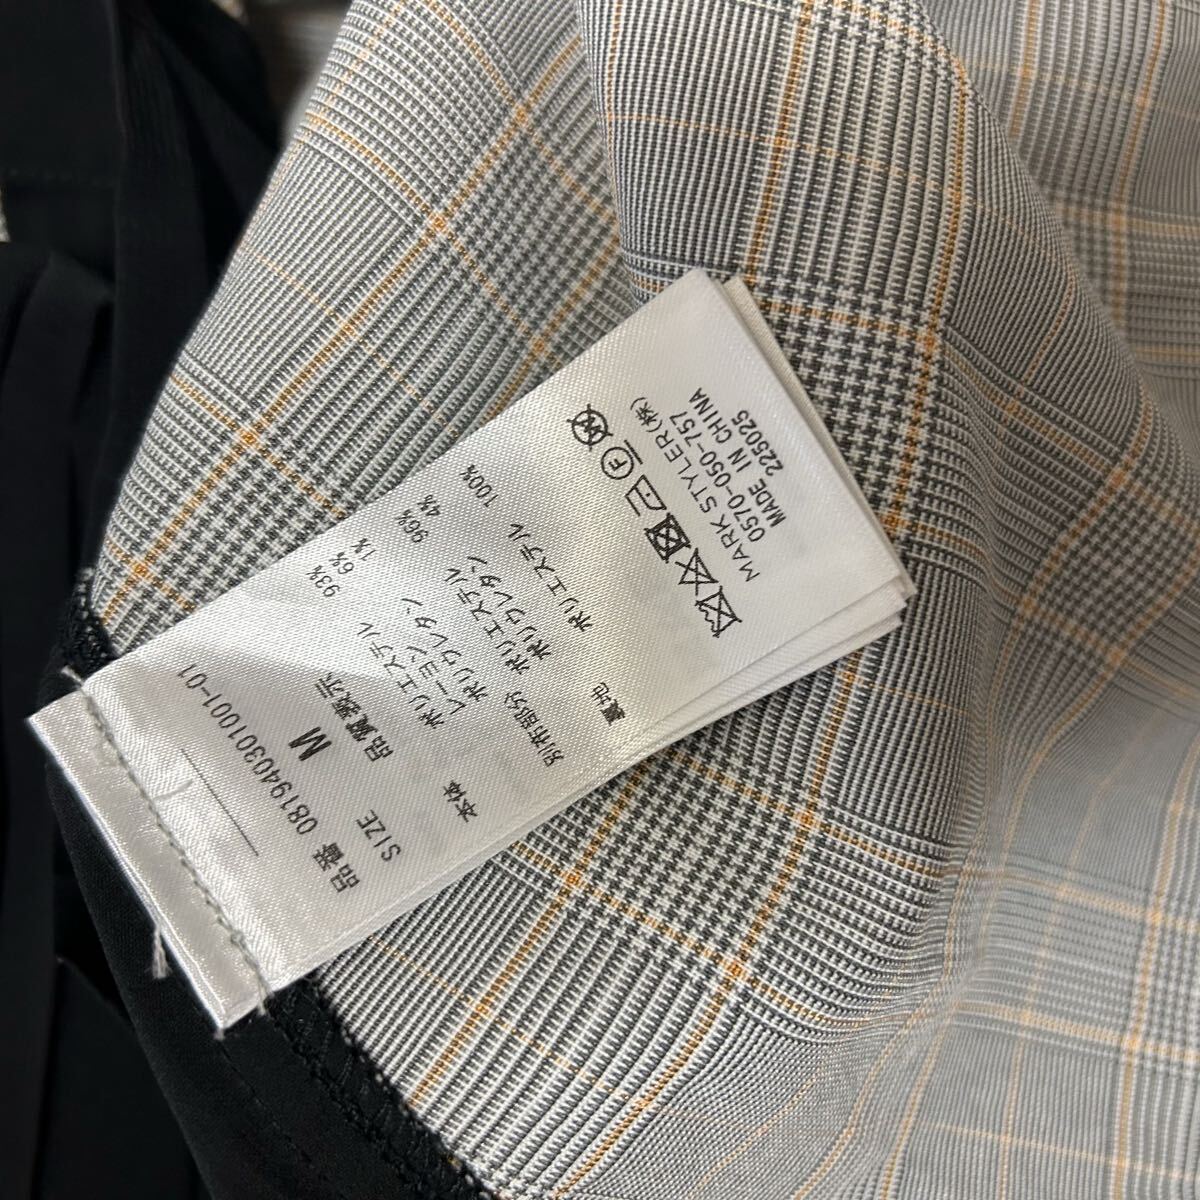 品番 081940301001-01
SIZE M
品質表示
本体 ポリエステル 93%
レーヨン 6%
ポリウレタン 1%
別布部分 ポリエステル 96%
ポリウレタン 4%
裏地 ポリエステル 100%
F
MARK STYLER(株)
0570-050-757
MADE IN CHINA
225025